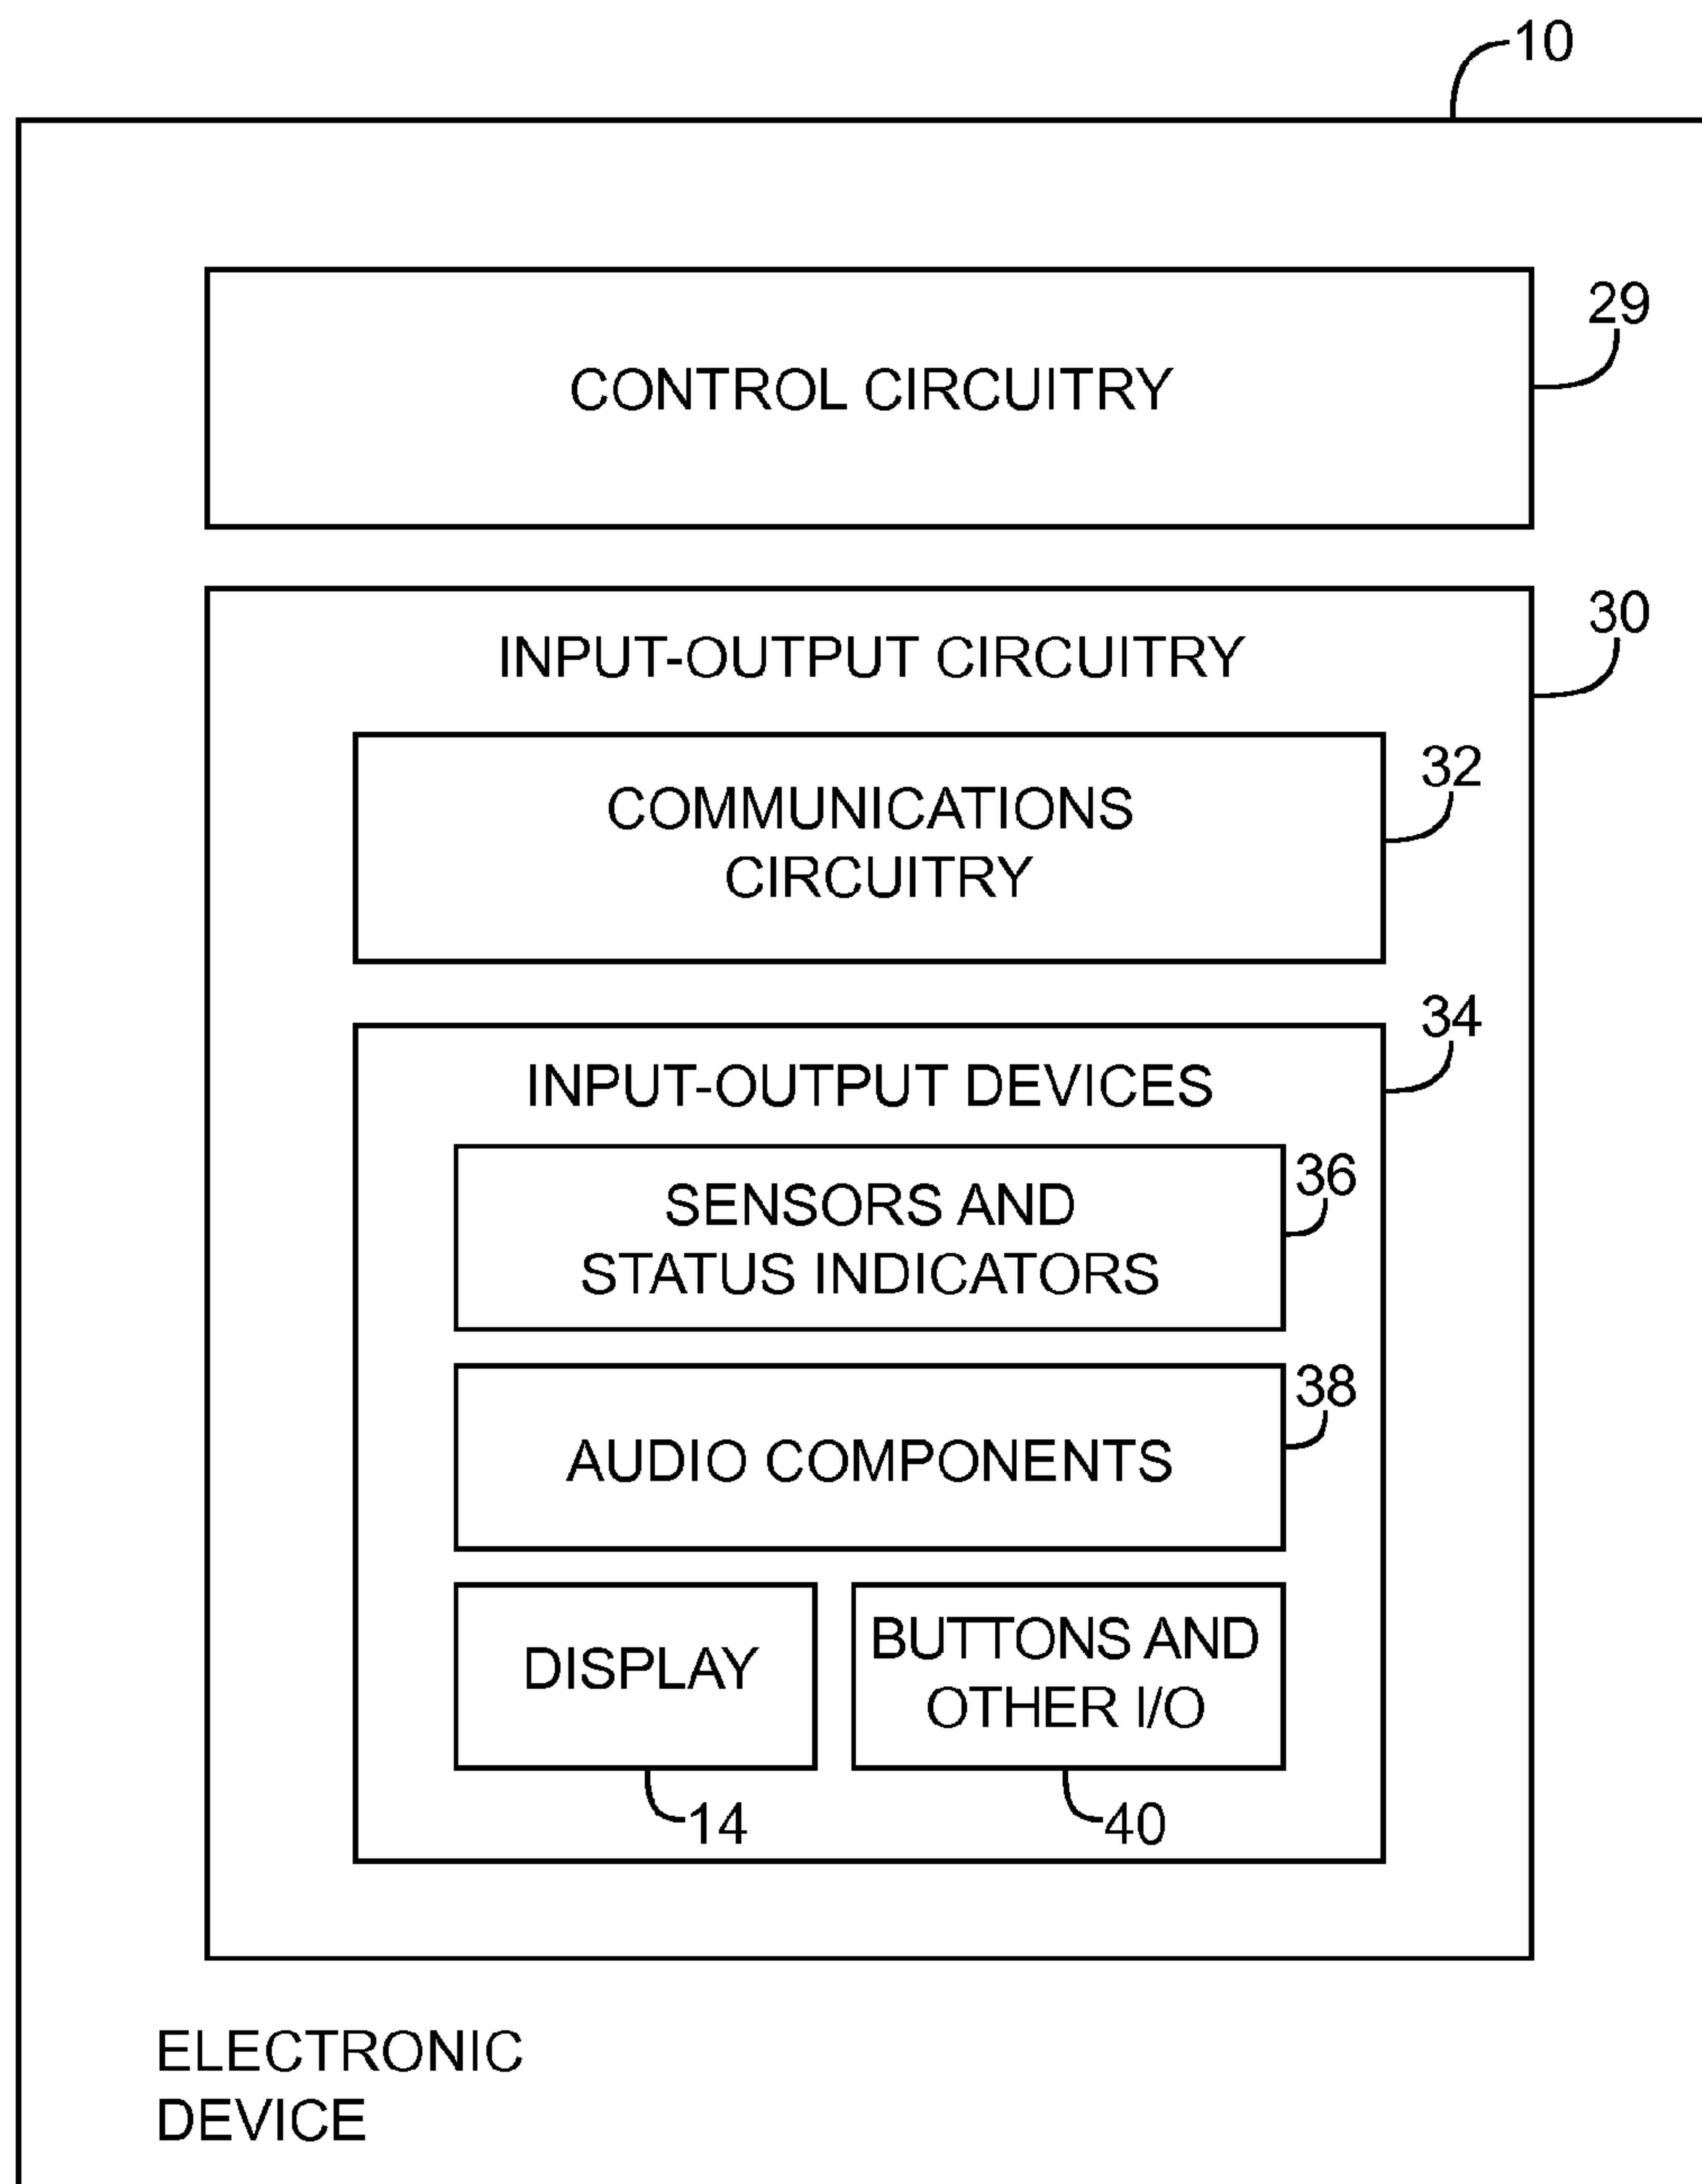 10
CONTROL CIRCUITRY
29
INPUT-OUTPUT CIRCUITRY
30
COMMUNICATIONS
CIRCUITRY
32
INPUT-OUTPUT DEVICES
34
SENSORS AND
STATUS INDICATORS
36
AUDIO COMPONENTS
38
DISPLAY
14
BUTTONS AND
OTHER I/O
40
ELECTRONIC
DEVICE